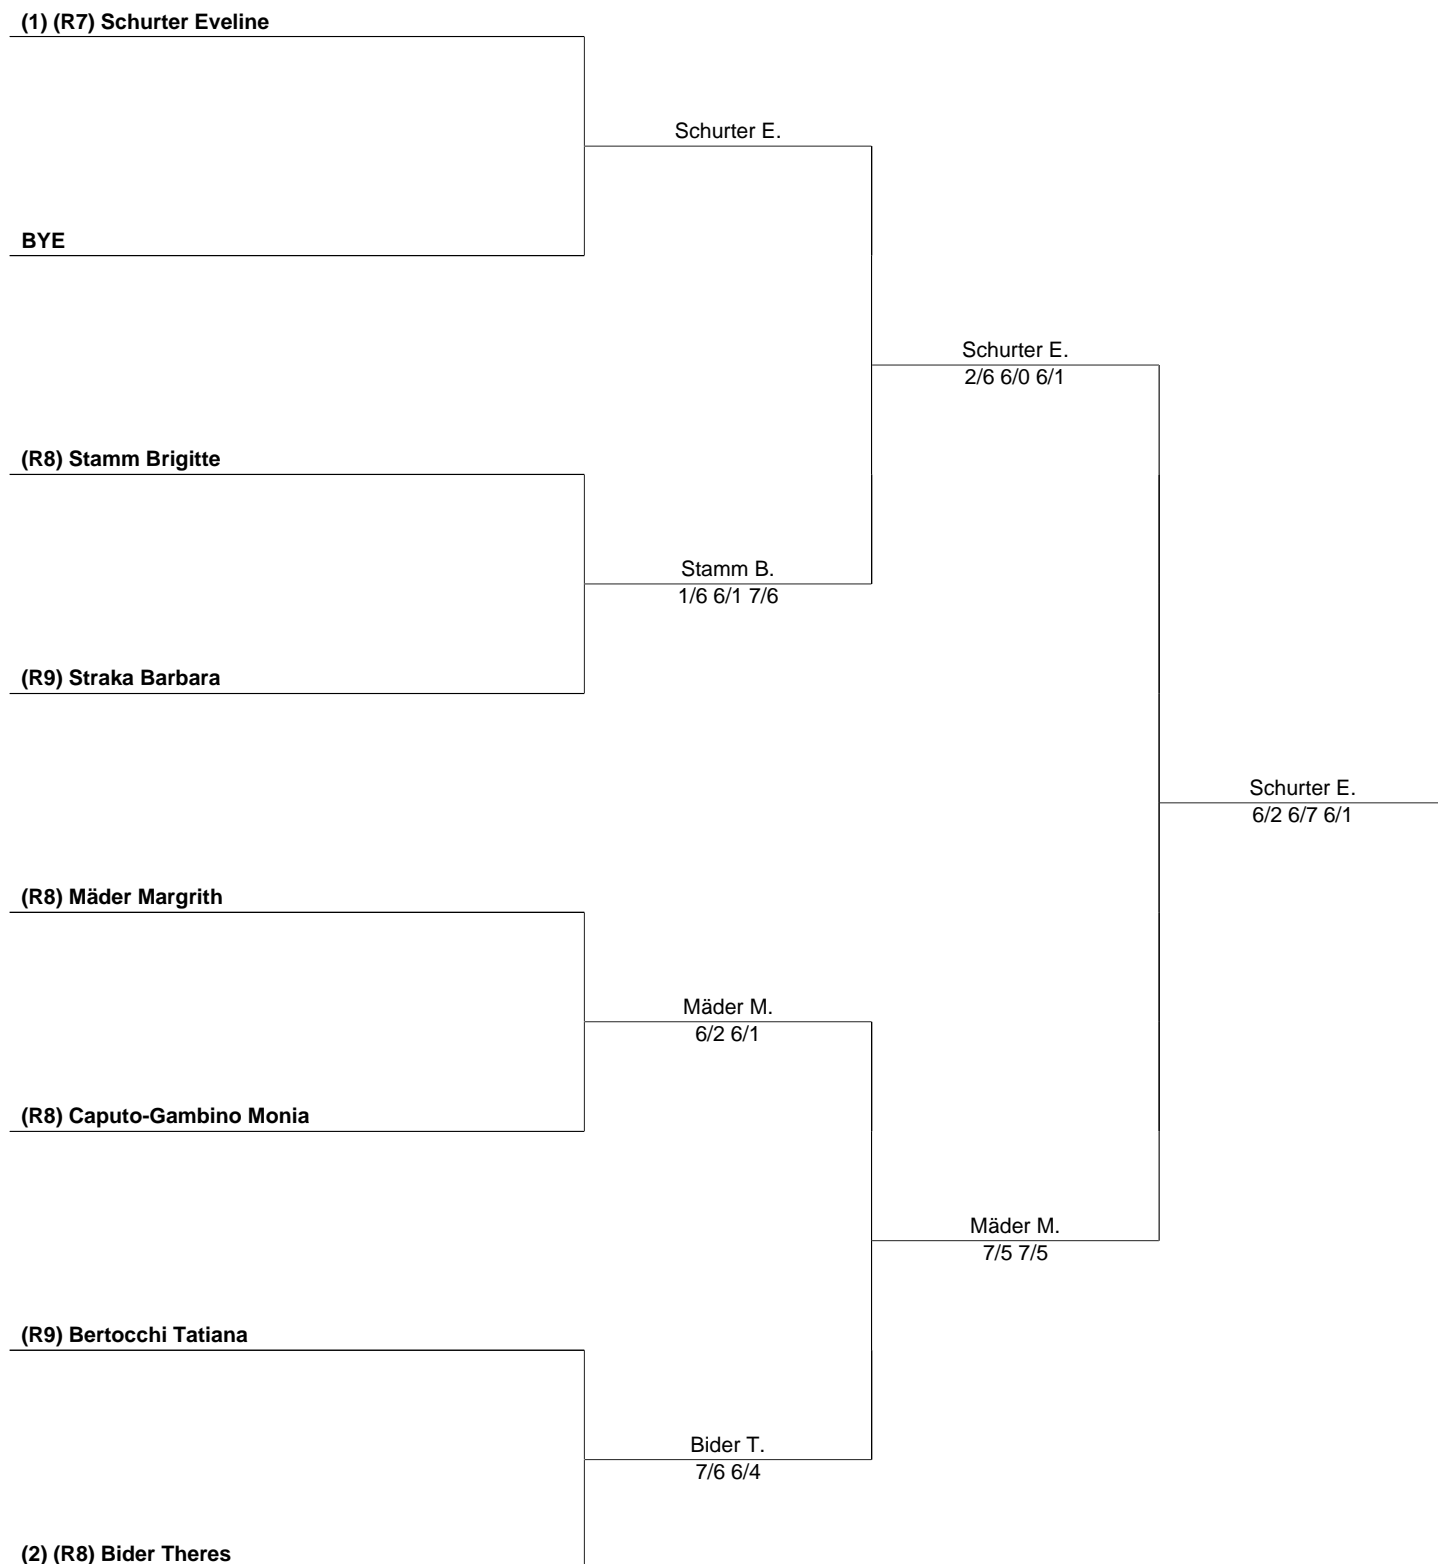 (1) (R7) Schurter Eveline
Schurter E.
BYE
Schurter E.
2/6 6/0 6/1
(R8) Stamm Brigitte
Stamm B.
1/6 6/1 7/6
(R9) Straka Barbara
Schurter E.
6/2 6/7 6/1
(R8) Mäder Margrith
Mäder M.
6/2 6/1
(R8) Caputo-Gambino Monia
Mäder M.
7/5 7/5
(R9) Bertocchi Tatiana
Bider T.
7/6 6/4
(2) (R8) Bider Theres